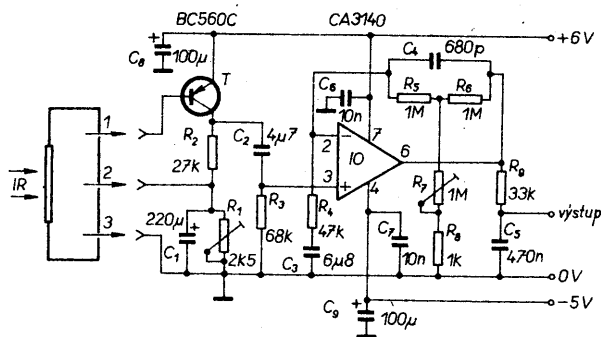 BC560C
CA3140
+6V
C8
+
100µ
T
C4
680p
C6
10n
R5
1M
R6
1M
1
R2
27k
C2
4µ7
2
7
IO
6
3
4
R9
33k
IR
2
3
220µ
+
C1
R1
2k5
R3
68k
R4
47k
C3
6µ8
C7
10n
R7
1M
R8
1k
výstup
C5
470n
0V
-5V
C9
+
100µ